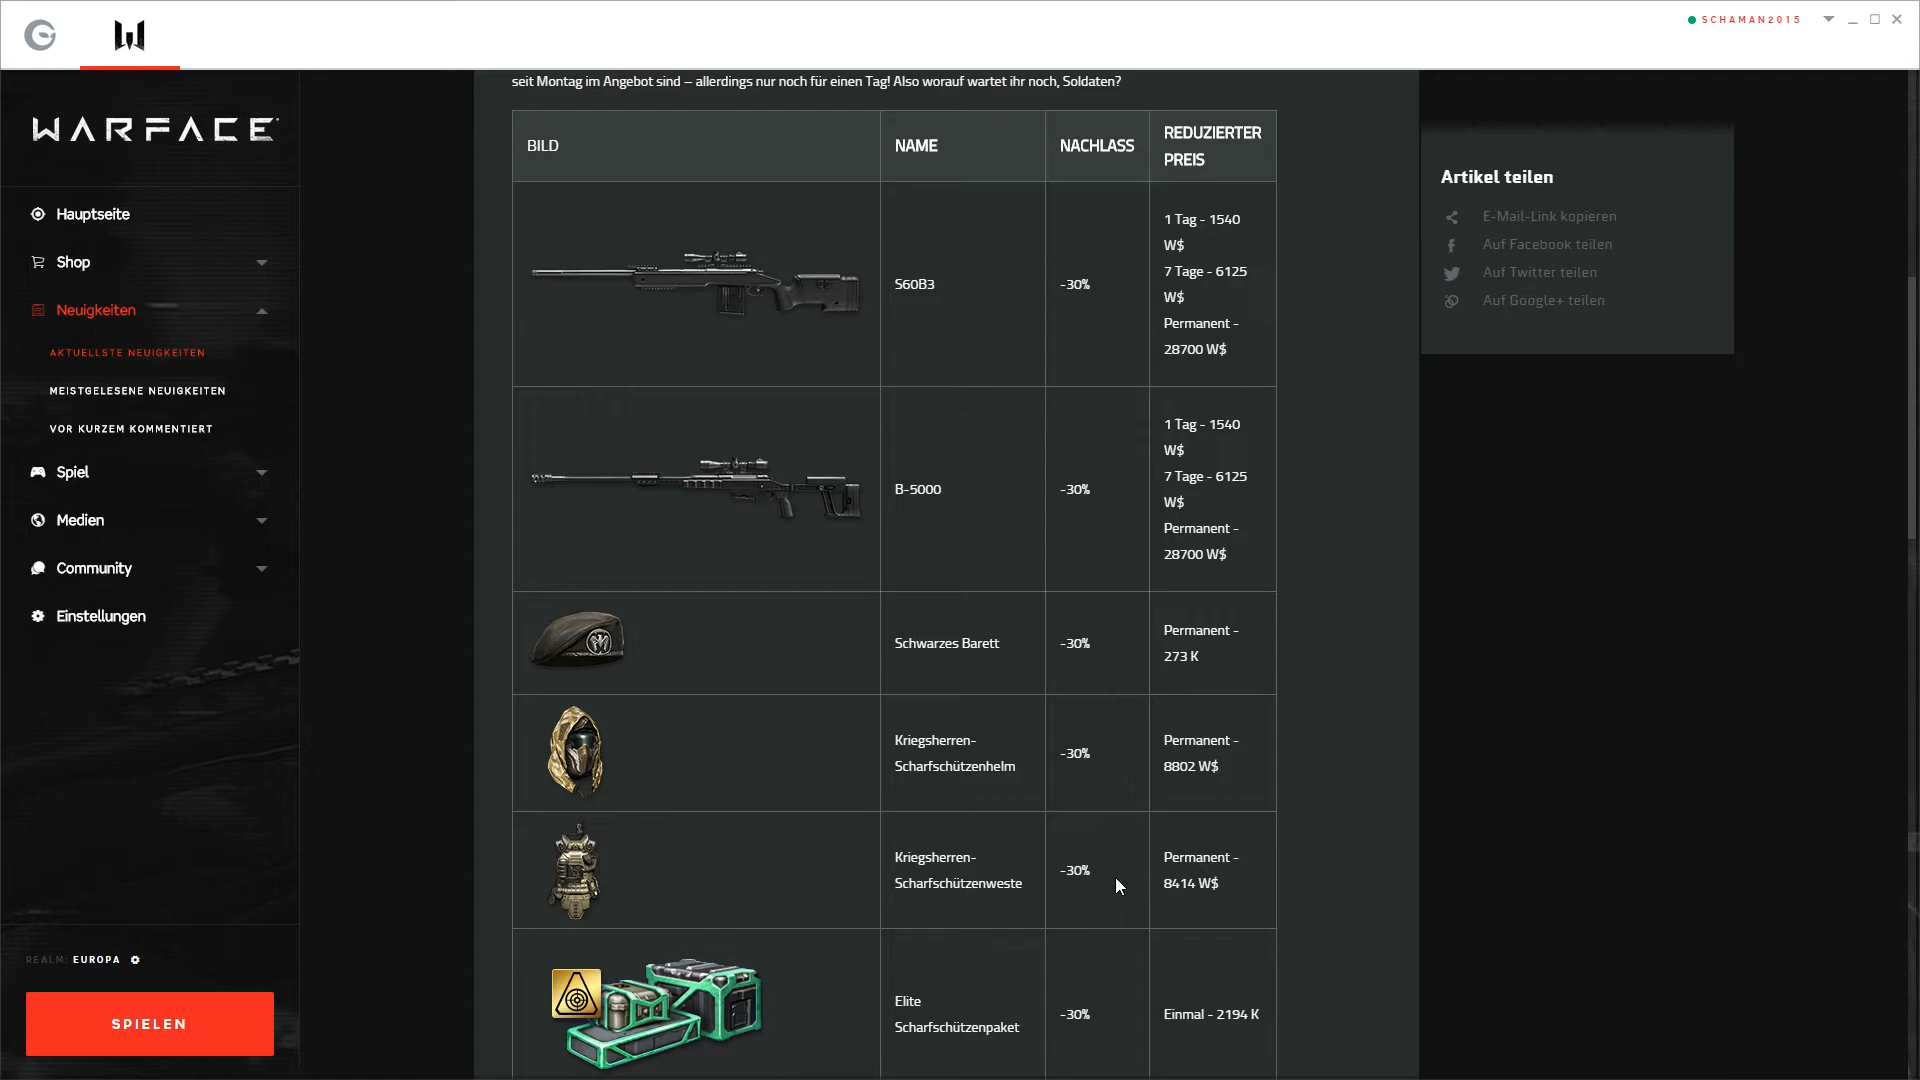 SCHAMAN2015
WARFACE
Hauptseite
Shop
Neuigkeiten
AKTUELLSTE NEUIGKEITEN
MEISTGELESENE NEUIGKEITEN
VOR KURZEM KOMMENTIERT
Spiel
Medien
Community
Einstellungen
REALM: EUROPA
SPIELEN
seit Montag im Angebot sind – allerdings nur noch für einen Tag! Also worauf wartet ihr noch, Soldaten?
BILD
NAME
NACHLASS
REDUZIERTER
PREIS
S60B3
-30%
1 Tag - 1540
W$
7 Tage - 6125
W$
Permanent -
28700 W$
B-5000
-30%
1 Tag - 1540
W$
7 Tage - 6125
W$
Permanent -
28700 W$
Schwarzes Barett
-30%
Permanent -
273 K
Kriegsherren-
Scharfschützenhelm
-30%
Permanent -
8802 W$
Kriegsherren-
Scharfschützenweste
-30%
Permanent -
8414 W$
Elite
Scharfschützenpaket
-30%
Einmal - 2194 K
Artikel teilen
E-Mail-Link kopieren
Auf Facebook teilen
Auf Twitter teilen
Auf Google+ teilen